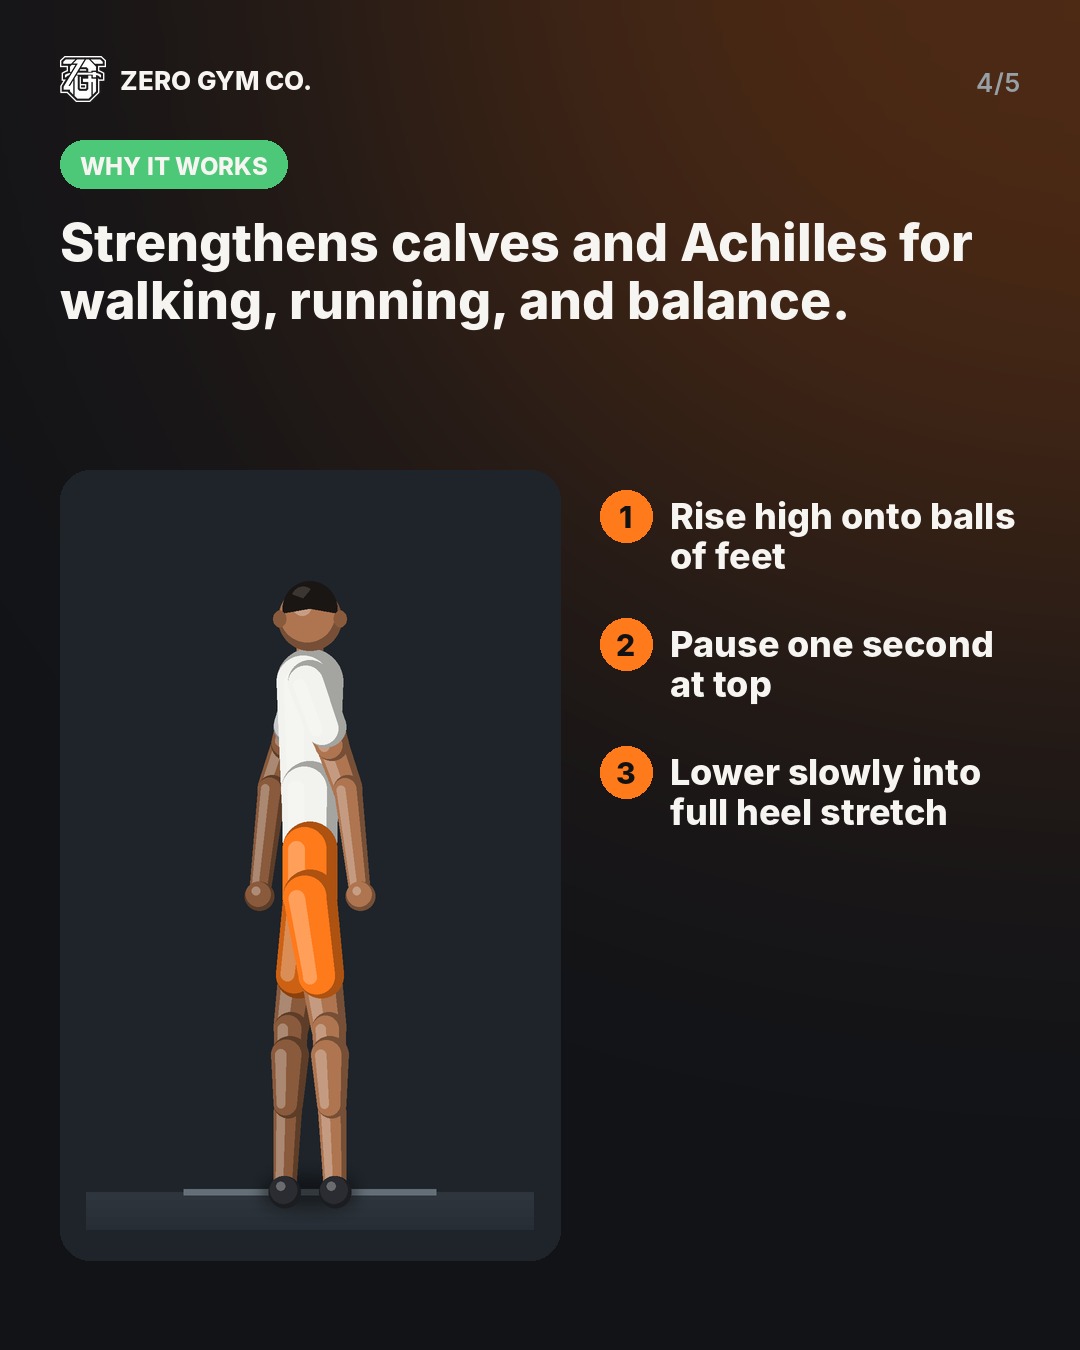 ZERO GYM CO.
4/5
WHY IT WORKS
Strengthens calves and Achilles for
walking, running, and balance.
1 Rise high onto balls
of feet
2 Pause one second
at top
3 Lower slowly into
full heel stretch